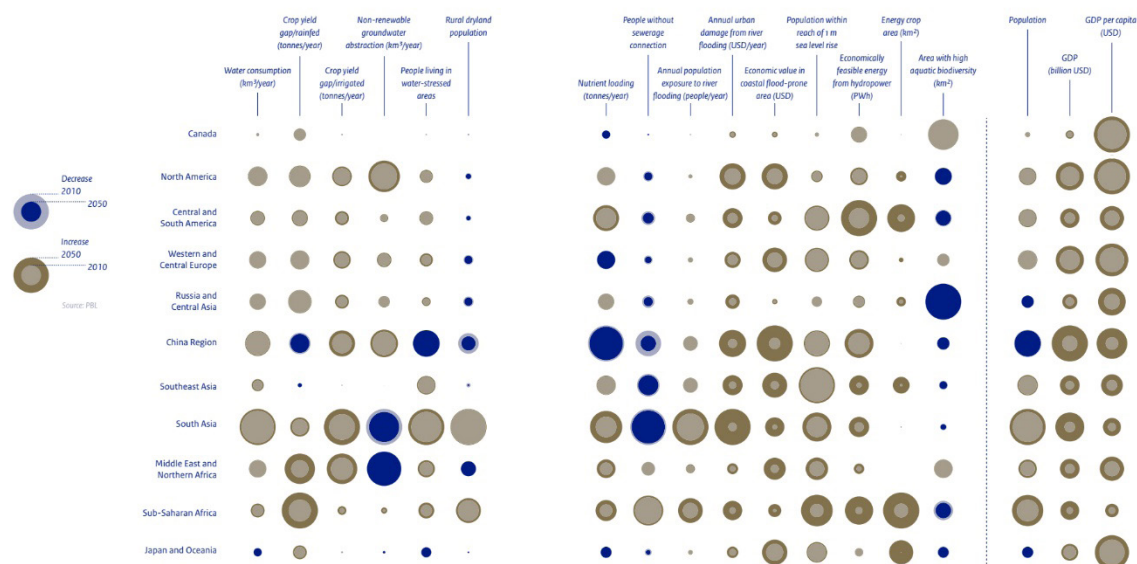 Crop yield
gap/rainfed
(tonnes/year)
Non-renewable
groundwater
abstraction (km³/year)
Rural dryland
population
Water consumption
(km³/year)
Crop yield
gap/irrigated
(tonnes/year)
People living in
water-stressed
areas
People without
sewerage
connection
Annual urban
damage from river
flooding (USD/year)
Population within
reach of 1 m
sea level rise
Energy crop
area (km²)
Population
GDP per capita
(USD)
Nutrient loading
(tonnes/year)
Annual population
exposure to river
flooding (people/year)
Economic value in
coastal flood-prone
area (USD)
Economically
feasible energy
from hydropower
(PWh)
Area with high
aquatic biodiversity
(km²)
GDP
(billion USD)
Canada
North America
Central and
South America
Western and
Central Europe
Russia and
Central Asia
China Region
Southeast Asia
South Asia
Middle East and
Northern Africa
Sub-Saharan Africa
Japan and Oceania
Decrease
2010
2050
Increase
2050
2010
Source: PBL